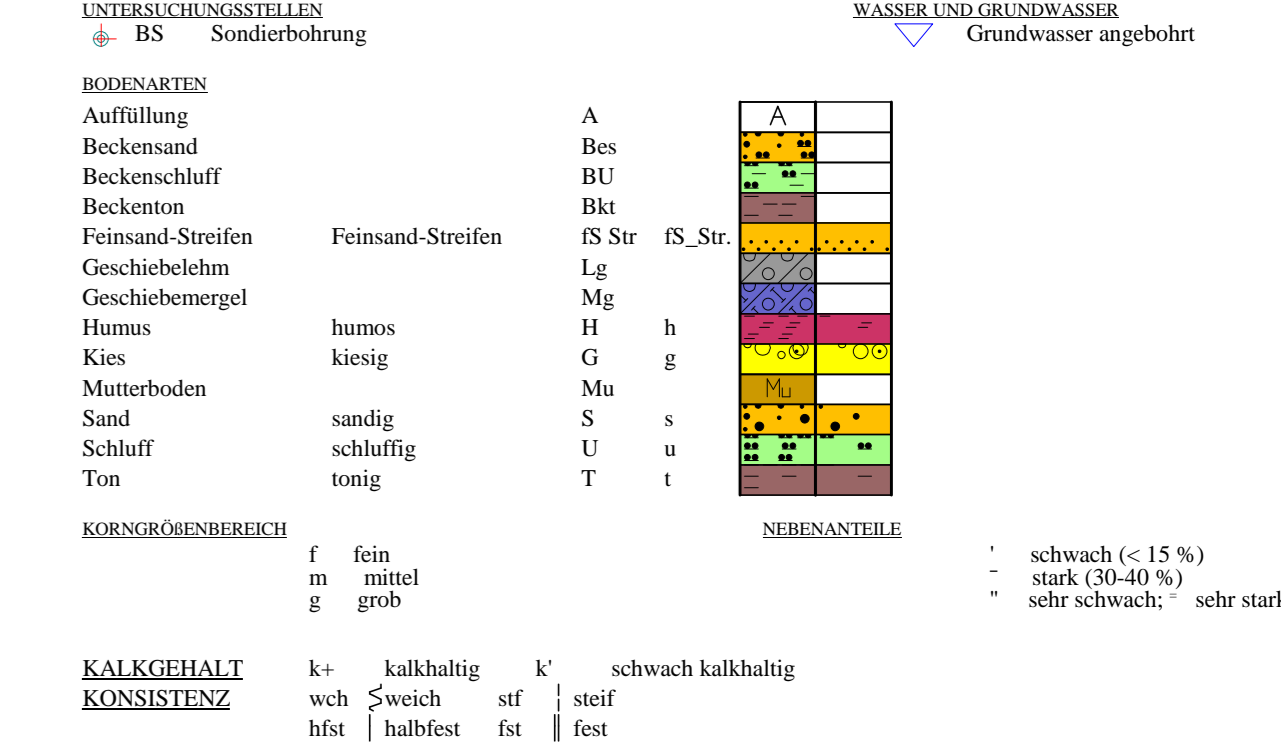 UNTERSUCHUNGSSTELLEN WASSER UND GRUNDWASSER
BS Sondierbohrung Grundwasser angebohrt
BODENARTEN
Auffüllung A A
Beckensand Bes
Beckenschluff BU
Beckenton Bkt
Feinsand-Streifen Feinsand-Streifen fS Str fS_Str.
Geschiebelehm Lg
Geschiebemergel Mg
Humus humos H h
Kies kiesig G g
Mutterboden Mu Mu
Sand sandig S s
Schluff schluffig U u
Ton tonig T t
KORNGRÖßENBEREICH NEBENANTEILE
f fein ' schwach (< 15 %)
m mittel ‾ stark (30-40 %)
g grob " sehr schwach; = sehr stark
KALKGEHALT k+ kalkhaltig k' schwach kalkhaltig
KONSISTENZ wch weich stf steif
hfst halbfest fst fest